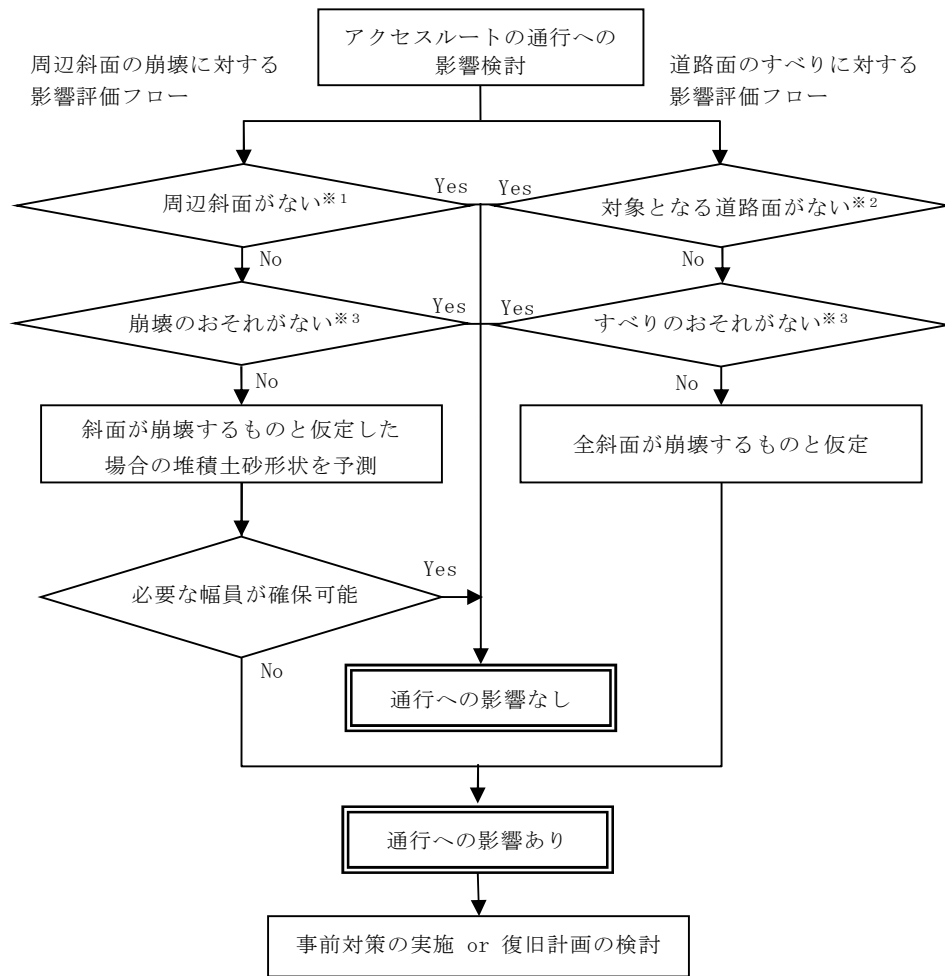 アクセスルートの通行への
影響検討
周辺斜面の崩壊に対する
影響評価フロー
道路面のすべりに対する
影響評価フロー
周辺斜面がない※1
Yes
Yes
対象となる道路面がない※2
No
No
崩壊のおそれがない※3
Yes
Yes
すべりのおそれがない※3
No
No
斜面が崩壊するものと仮定した
場合の堆積土砂形状を予測
全斜面が崩壊するものと仮定
必要な幅員が確保可能
Yes
No
通行への影響なし
通行への影響あり
事前対策の実施 or 復旧計画の検討